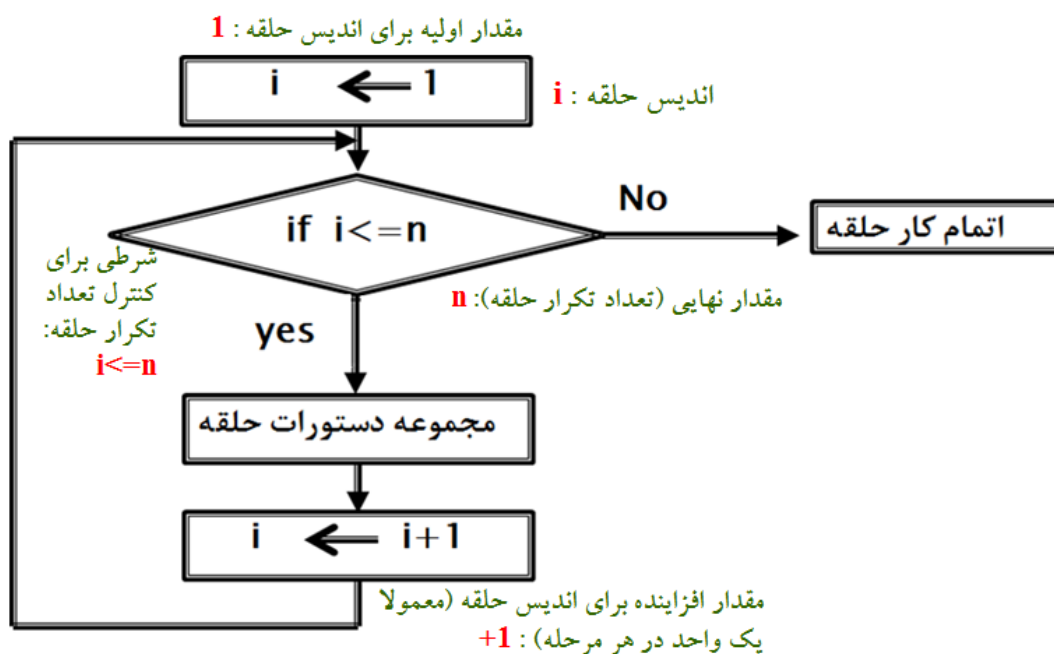 مقدار اولیه برای اندیس حلقه : 1
i ← 1
اندیس حلقه : i
if i<=n
No
اتمام کار حلقه
شرطی برای
کنترل تعداد
تکرار حلقه:
i<=n
مقدار نهایی (تعداد تکرار حلقه): n
yes
مجموعه دستورات حلقه
i ← i+1
مقدار افزاینده برای اندیس حلقه (معمولا
یک واحد در هر مرحله) : 1+